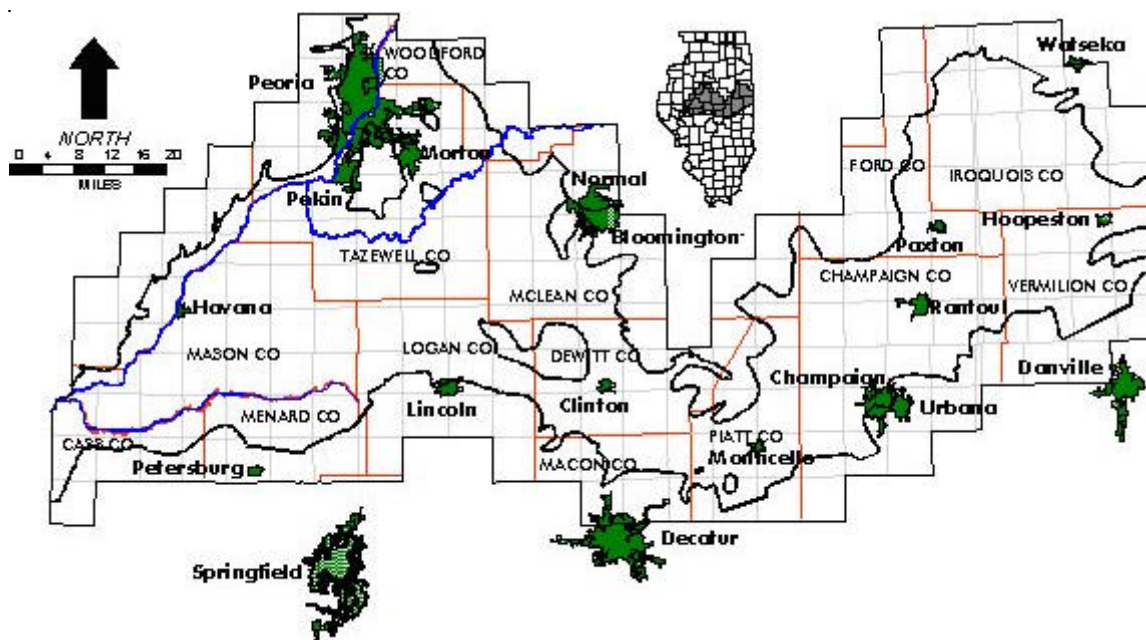 WOODFORD
CO
Watseka
Peoria
NORTH
0 4 8 12 16 20
MILES
Morton
FORD CO
IROQUOIS CO
Normal
Pekin
Hoopeston
Bloomington
Paxton
TAZEWELL CO
CHAMPAIGN CO
VERMILION CO
MCLEAN CO
Havana
Rantoul
MASON CO
LOGAN CO
DEWITT CO
Danville
Champaign
Lincoln
Clinton
Urbana
MENARD CO
CASS CO
PIATT CO
Monticello
Petersburg
MACON CO
Decatur
Springfield